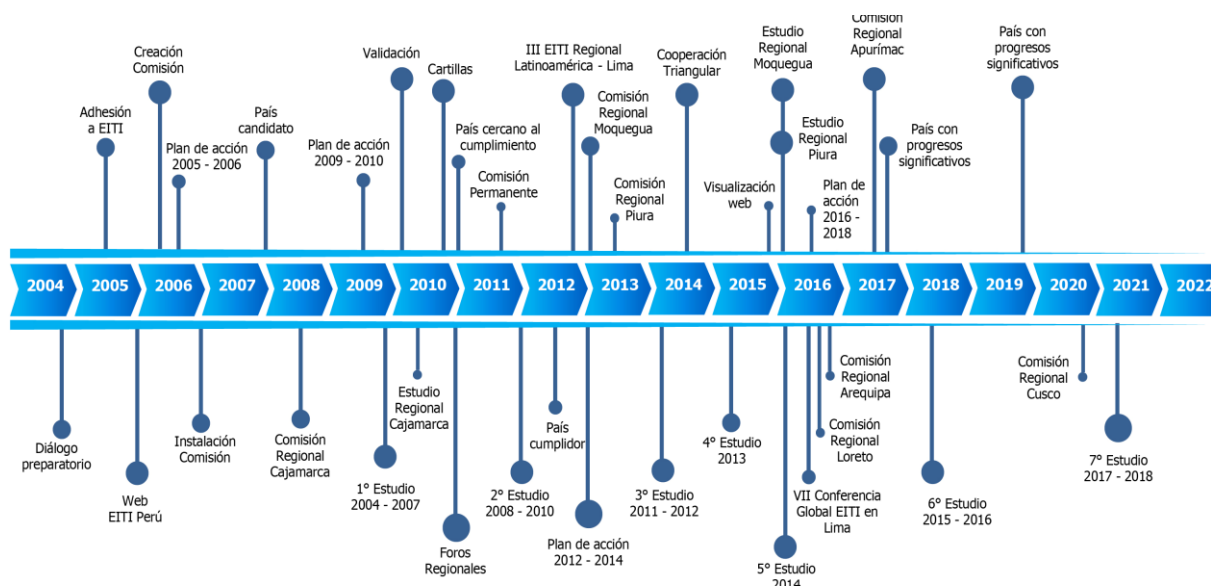 Adhesión
a EITI
Creación
Comisión
Plan de acción
2005 - 2006
País
candidato
Plan de acción
2009 - 2010
Validación
Cartillas
País cercano al
cumplimiento
Comisión
Permanente
III EITI Regional
Latinoamérica - Lima
Comisión
Regional
Moquegua
Comisión
Regional
Piura
Cooperación
Triangular
Visualización
web
Estudio
Regional
Moquegua
Estudio
Regional
Piura
Plan de
acción
2016 -
2018
Comisión
Regional
Apurímac
País con
progresos
significativos
País con progresos
significativos
2004 2005 2006 2007 2008 2009 2010 2011 2012 2013 2014 2015 2016 2017 2018 2019 2020 2021 2022
Diálogo
preparatorio
Web
EITI Perú
Instalación
Comisión
Comisión
Regional
Cajamarca
1° Estudio
2004 - 2007
Estudio
Regional
Cajamarca
Foros
Regionales
2° Estudio
2008 - 2010
País
cumplidor
Plan de acción
2012 - 2014
3° Estudio
2011 - 2012
4° Estudio
2013
5° Estudio
2014
VII Conferencia
Global EITI en
Lima
Comisión
Regional
Loreto
Comisión
Regional
Arequipa
6° Estudio
2015 - 2016
Comisión
Regional
Cusco
7° Estudio
2017 - 2018